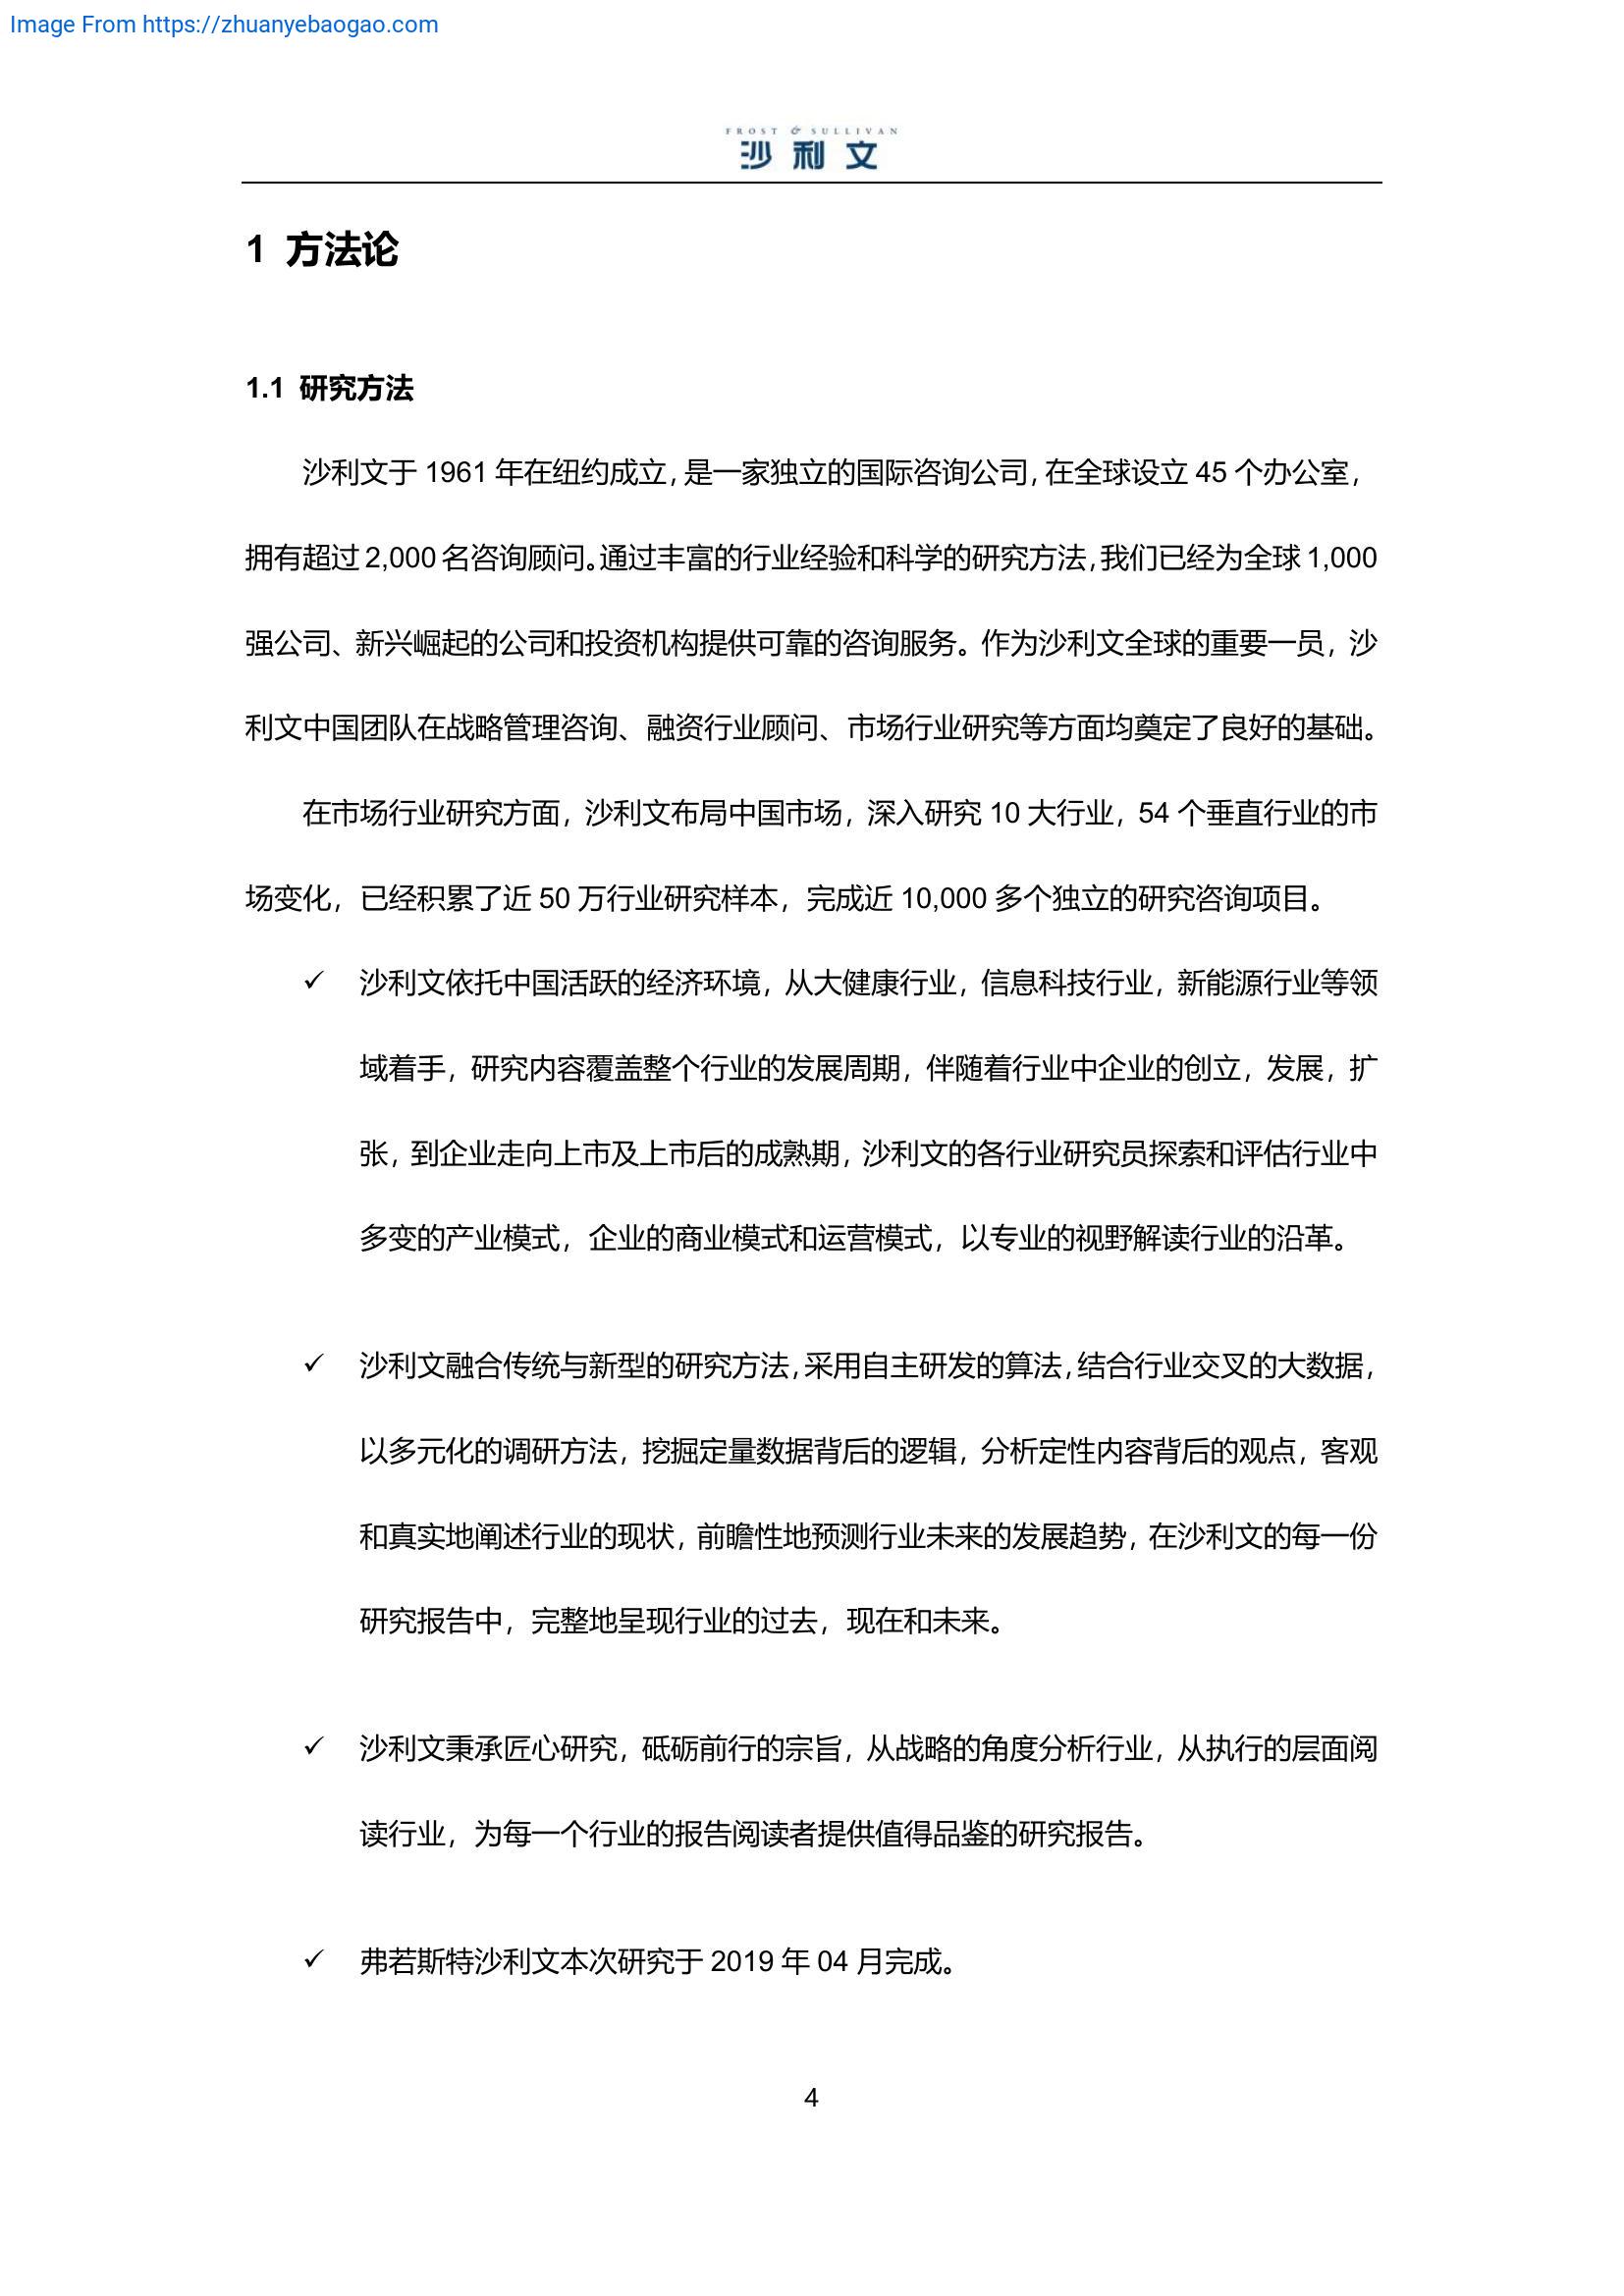 Image From https://zhuanyebaogao.com
FROST & SULLIVAN
沙利文
1 方法论
1.1 研究方法
沙利文于 1961 年在纽约成立，是一家独立的国际咨询公司，在全球设立 45 个办公室，
拥有超过 2,000 名咨询顾问。通过丰富的行业经验和科学的研究方法，我们已经为全球 1,000
强公司、新兴崛起的公司和投资机构提供可靠的咨询服务。作为沙利文全球的重要一员，沙
利文中国团队在战略管理咨询、融资行业顾问、市场行业研究等方面均奠定了良好的基础。
在市场行业研究方面，沙利文布局中国市场，深入研究 10 大行业，54 个垂直行业的市
场变化，已经积累了近 50 万行业研究样本，完成近 10,000 多个独立的研究咨询项目。
✓ 沙利文依托中国活跃的经济环境，从大健康行业，信息科技行业，新能源行业等领
域着手，研究内容覆盖整个行业的发展周期，伴随着行业中企业的创立，发展，扩
张，到企业走向上市及上市后的成熟期，沙利文的各行业研究员探索和评估行业中
多变的产业模式，企业的商业模式和运营模式，以专业的视野解读行业的沿革。
✓ 沙利文融合传统与新型的研究方法，采用自主研发的算法，结合行业交叉的大数据，
以多元化的调研方法，挖掘定量数据背后的逻辑，分析定性内容背后的观点，客观
和真实地阐述行业的现状，前瞻性地预测行业未来的发展趋势，在沙利文的每一份
研究报告中，完整地呈现行业的过去，现在和未来。
✓ 沙利文秉承匠心研究，砥砺前行的宗旨，从战略的角度分析行业，从执行的层面阅
读行业，为每一个行业的报告阅读者提供值得品鉴的研究报告。
✓ 弗若斯特沙利文本次研究于 2019 年 04 月完成。
4